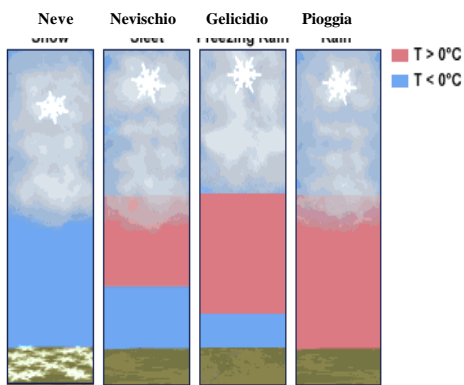 Neve Nevischio Gelicidio Pioggia
Snow Sleet Freezing Rain Rain
T > 0°C
T < 0°C